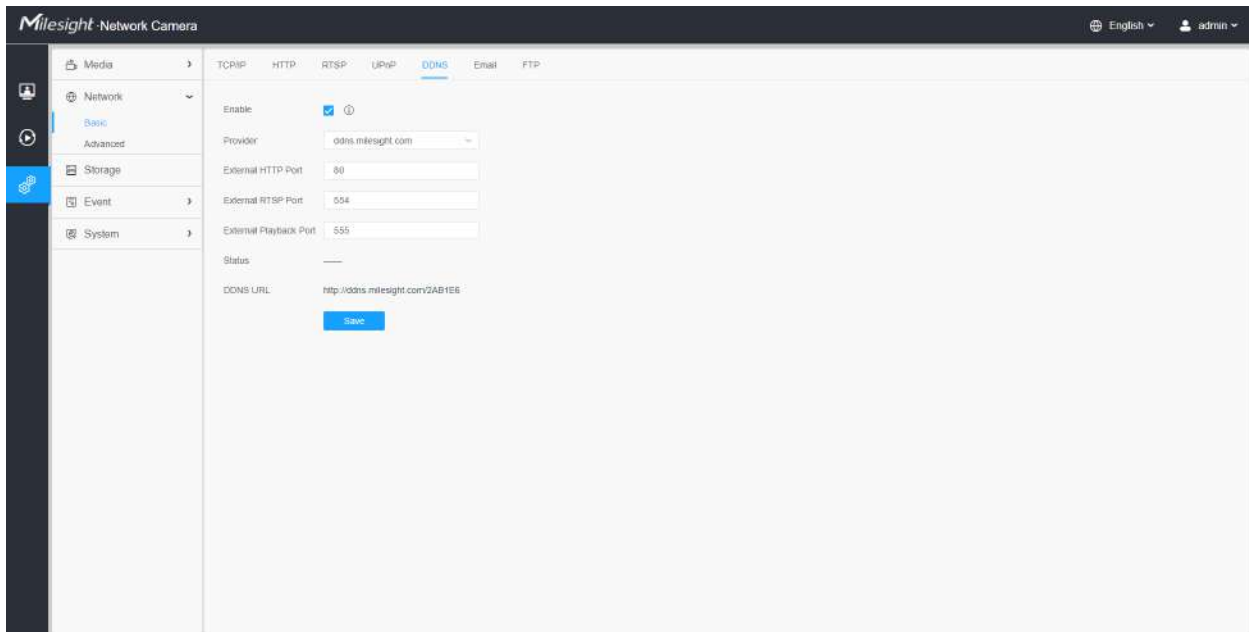 Milesight -Network Camera
English
admin
Media
Network
Basic
Advanced
Storage
Event
System
TCP/IP HTTP RTSP UPnP DDNS Email FTP
Enable
Provider ddns.milesight.com
External HTTP Port 80
External RTSP Port 554
External Playback Port 555
Status ——
DDNS URL http://ddns.milesight.com/2AB1E6
Save